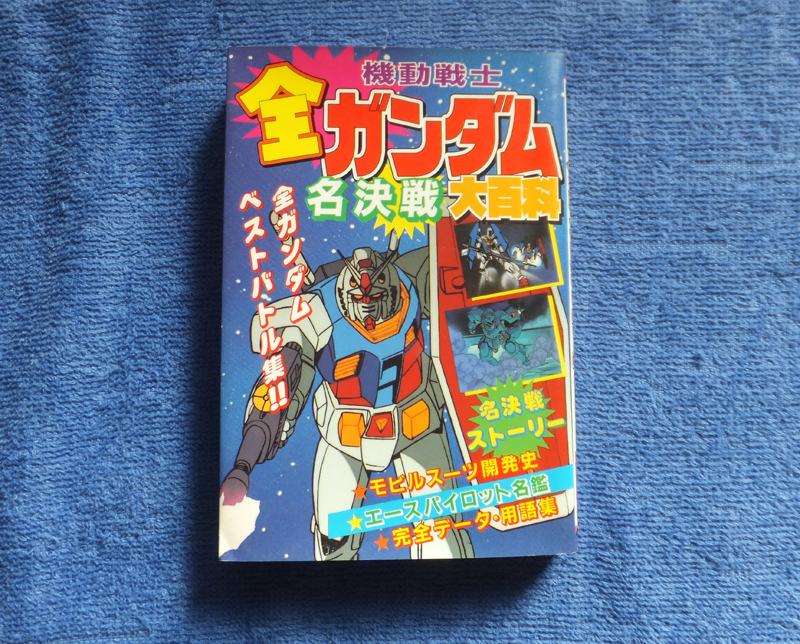 機動戦士
全ガンダム
名決戦大百科
全ガンダム
ベストバトル集!!
名決戦
ストーリー
★モビルスーツ開発史
★エースパイロット名鑑
★完全データ・用語集